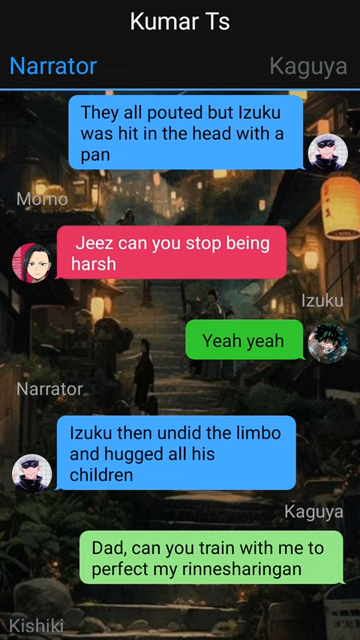 Kumar Ts
Narrator Kaguya
They all pouted but Izuku
was hit in the head with a
pan
Momo
Jeez can you stop being
harsh
Izuku
Yeah yeah
Narrator
Izuku then undid the limbo
and hugged all his
children
Kaguya
Dad, can you train with me to
perfect my rinnesharingan
Kishiki